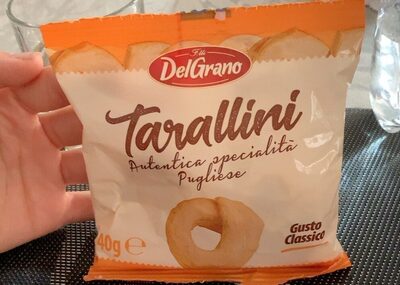 F.lli
DelGrano
Tarallini
Autentica specialità
Pugliese
Gusto
Classico
40g e